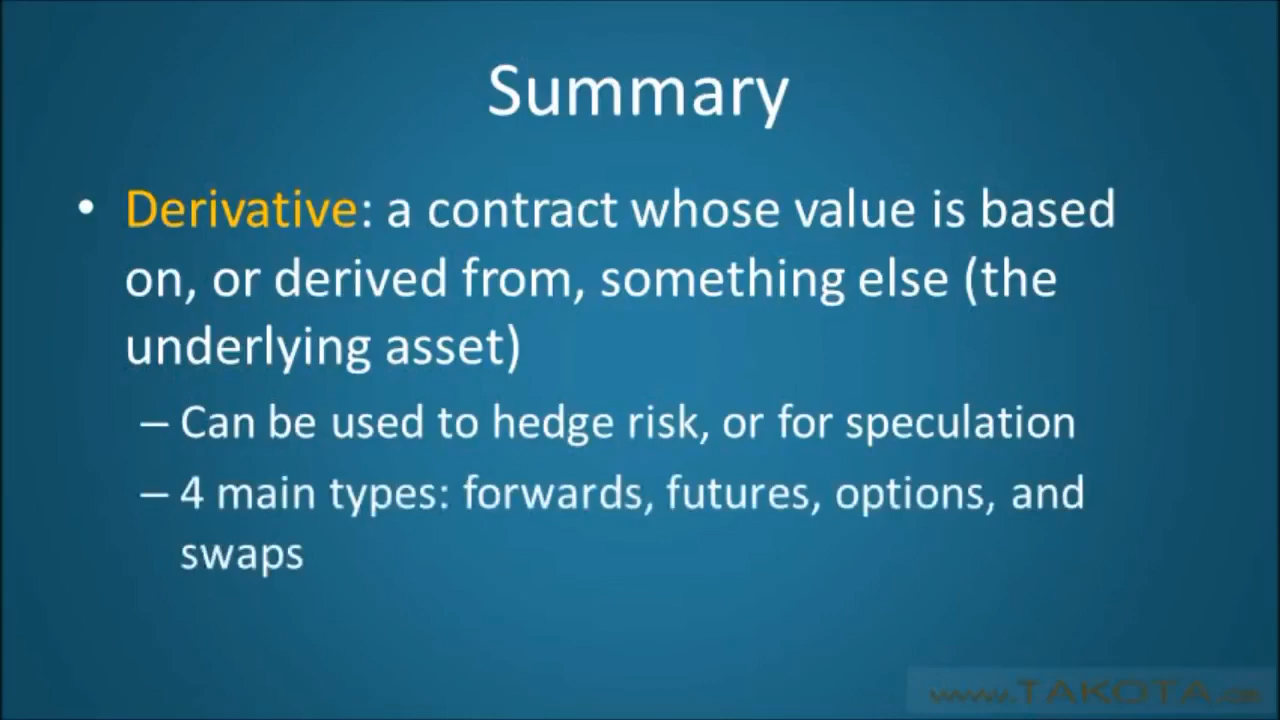 Summary
• Derivative: a contract whose value is based
on, or derived from, something else (the
underlying asset)
– Can be used to hedge risk, or for speculation
– 4 main types: forwards, futures, options, and
swaps
www.TAKOTA.com